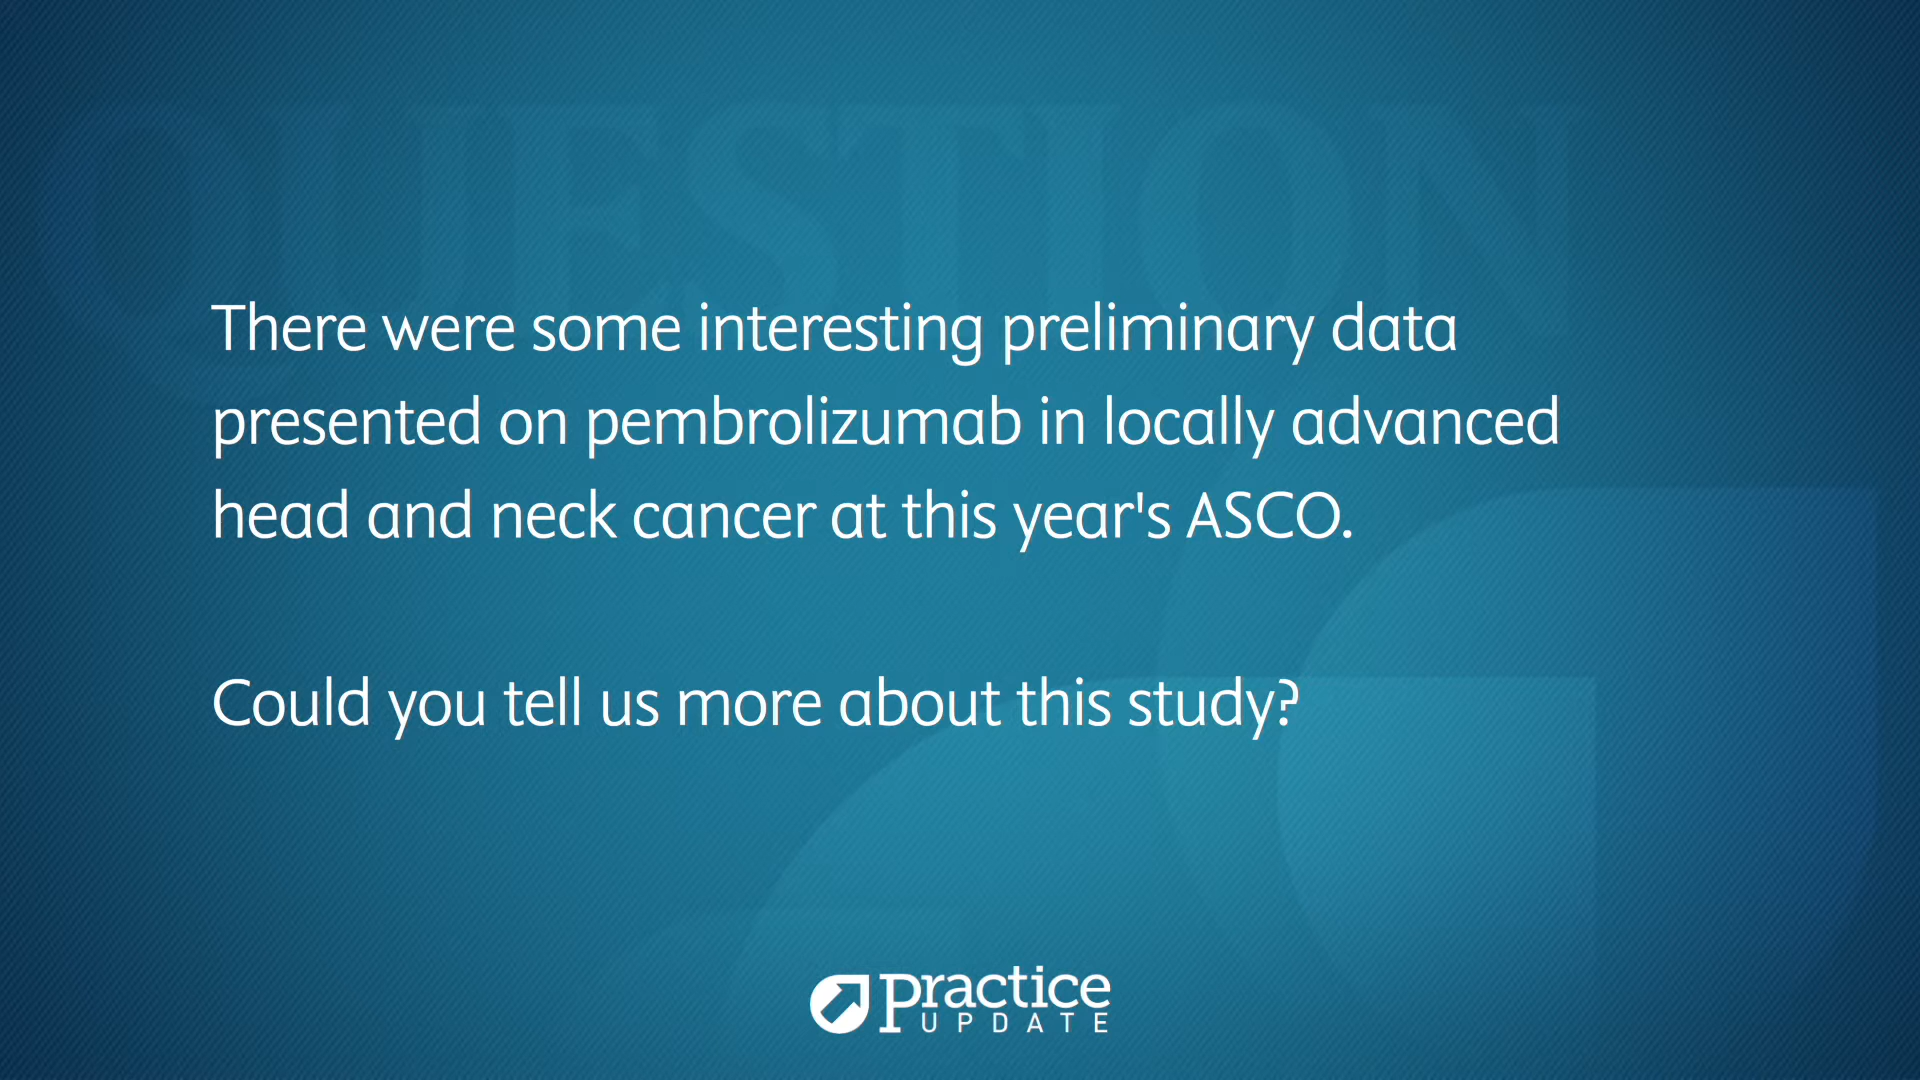 QUESTION
There were some interesting preliminary data
presented on pembrolizumab in locally advanced
head and neck cancer at this year's ASCO.
Could you tell us more about this study?
Practice
UPDATE